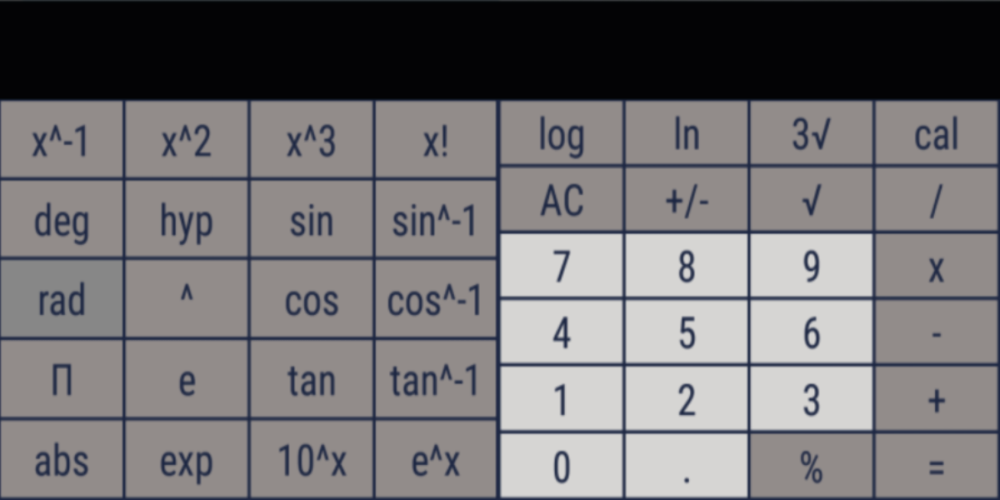 x^-1 x^2 x^3 x!
deg hyp sin sin^-1
rad ^ cos cos^-1
Π e tan tan^-1
abs exp 10^x e^x
log ln 3√ cal
AC +/- √ /
7 8 9 x
4 5 6 -
1 2 3 +
0 . % =